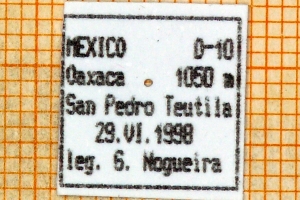 MEXICO D-10
Oaxaca 1050 m
San Pedro Teutila
29.VI.1998
leg. G. Nogueira